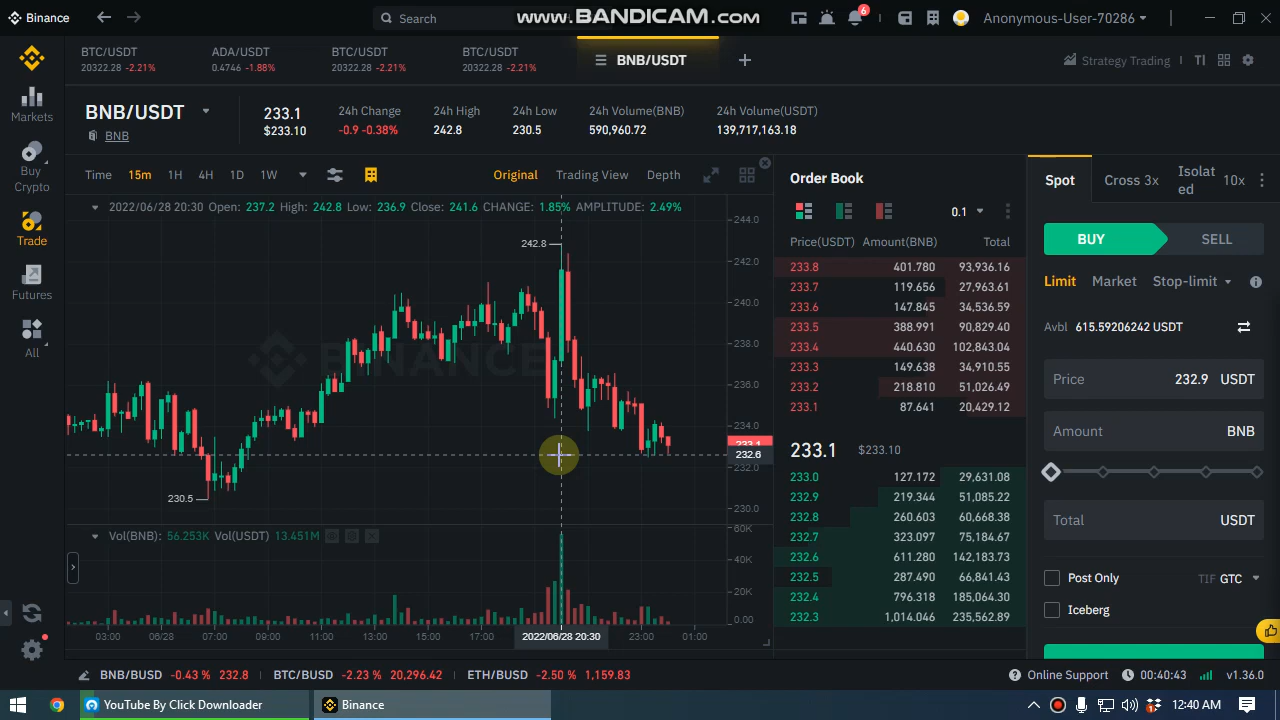 Binance
Search
www.BANDICAM.com
6
Anonymous-User-70286
BTC/USDT
20322.28 -2.21%
ADA/USDT
0.4746 -1.88%
BTC/USDT
20322.28 -2.21%
BTC/USDT
20322.28 -2.21%
BNB/USDT
Strategy Trading
Markets
Buy
Crypto
Trade
Futures
All
BNB/USDT
BNB
233.1
$233.10
24h Change
-0.9 -0.38%
24h High
242.8
24h Low
230.5
24h Volume(BNB)
590,960.72
24h Volume(USDT)
139,717,163.18
Time 15m 1H 4H 1D 1W
Original Trading View Depth
2022/06/28 20:30 Open: 237.2 High: 242.8 Low: 236.9 Close: 241.6 CHANGE: 1.85% AMPLITUDE: 2.49%
BINANCE
242.8
230.5
244.0
242.0
240.0
238.0
236.0
234.0
233.1
232.6
232.0
230.0
Vol(BNB): 56.253K Vol(USDT) 13.451M
60K
40K
20K
0.00
03:00 06/28 07:00 09:00 11:00 13:00 15:00 17:00 2022/06/28 20:30 23:00 01:00
Order Book
0.1
Price(USDT) Amount(BNB) Total
233.8 401.780 93,936.16
233.7 119.656 27,963.61
233.6 147.845 34,536.59
233.5 388.991 90,829.40
233.4 440.630 102,843.04
233.3 149.638 34,910.55
233.2 218.810 51,026.49
233.1 87.641 20,429.12
233.1 $233.10
233.0 127.172 29,631.08
232.9 219.344 51,085.22
232.8 260.603 60,668.38
232.7 323.097 75,184.67
232.6 611.280 142,183.73
232.5 287.490 66,841.43
232.4 796.318 185,064.30
232.3 1,014.046 235,562.89
Spot Cross 3x Isolat
ed 10x
BUY SELL
Limit Market Stop-limit
Avbl 615.59206242 USDT
Price 232.9 USDT
Amount BNB
Total USDT
Post Only TIF GTC
Iceberg
BNB/BUSD -0.43 % 232.8
BTC/BUSD -2.23 % 20,296.42
ETH/BUSD -2.50 % 1,159.83
Online Support 00:40:43 v1.36.0
YouTube By Click Downloader
Binance
12:40 AM